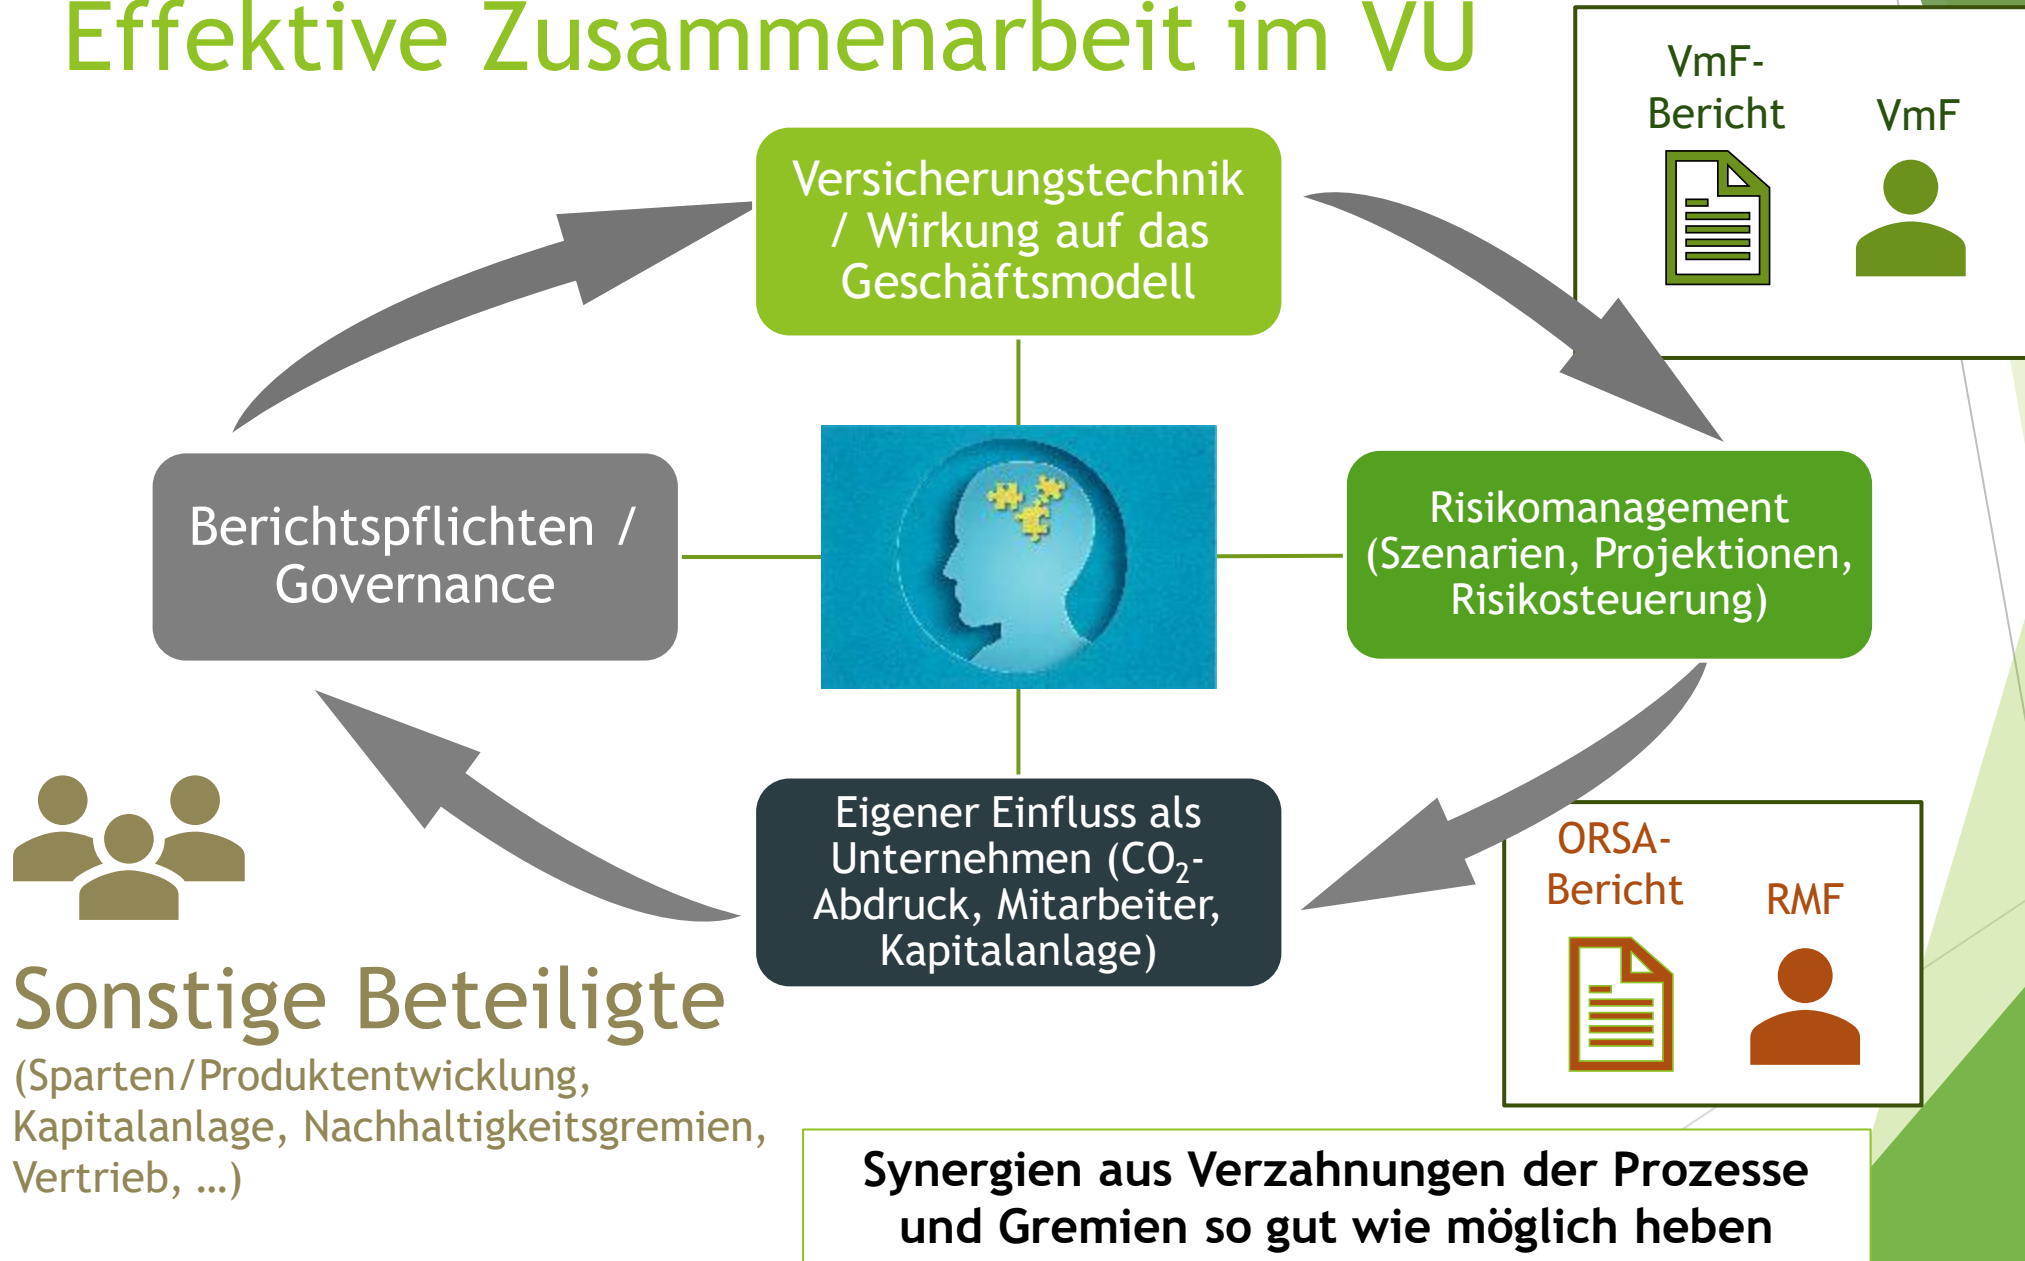 Effektive Zusammenarbeit im VU
VmF-
Bericht
VmF
Versicherungstechnik
/ Wirkung auf das
Geschäftsmodell
Berichtspflichten /
Governance
Risikomanagement
(Szenarien, Projektionen,
Risikosteuerung)
Eigener Einfluss als
Unternehmen (CO₂-
Abdruck, Mitarbeiter,
Kapitalanlage)
ORSA-
Bericht
RMF
Sonstige Beteiligte
(Sparten/Produktentwicklung,
Kapitalanlage, Nachhaltigkeitsgremien,
Vertrieb, …)
Synergien aus Verzahnungen der Prozesse
und Gremien so gut wie möglich heben